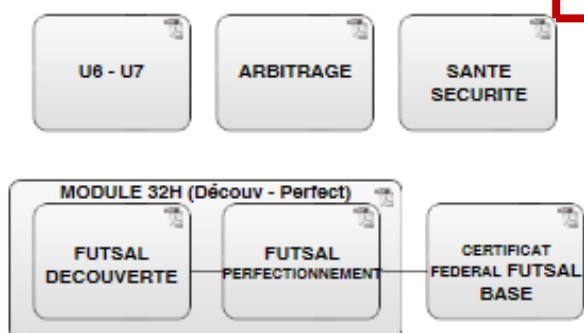 U6 - U7
ARBITRAGE
SANTE
SECURITE
MODULE 32H (Découv - Perfect)
FUTSAL
DECOUVERTE
FUTSAL
PERFECTIONNEMENT
CERTIFICAT
FEDERAL FUTSAL
BASE